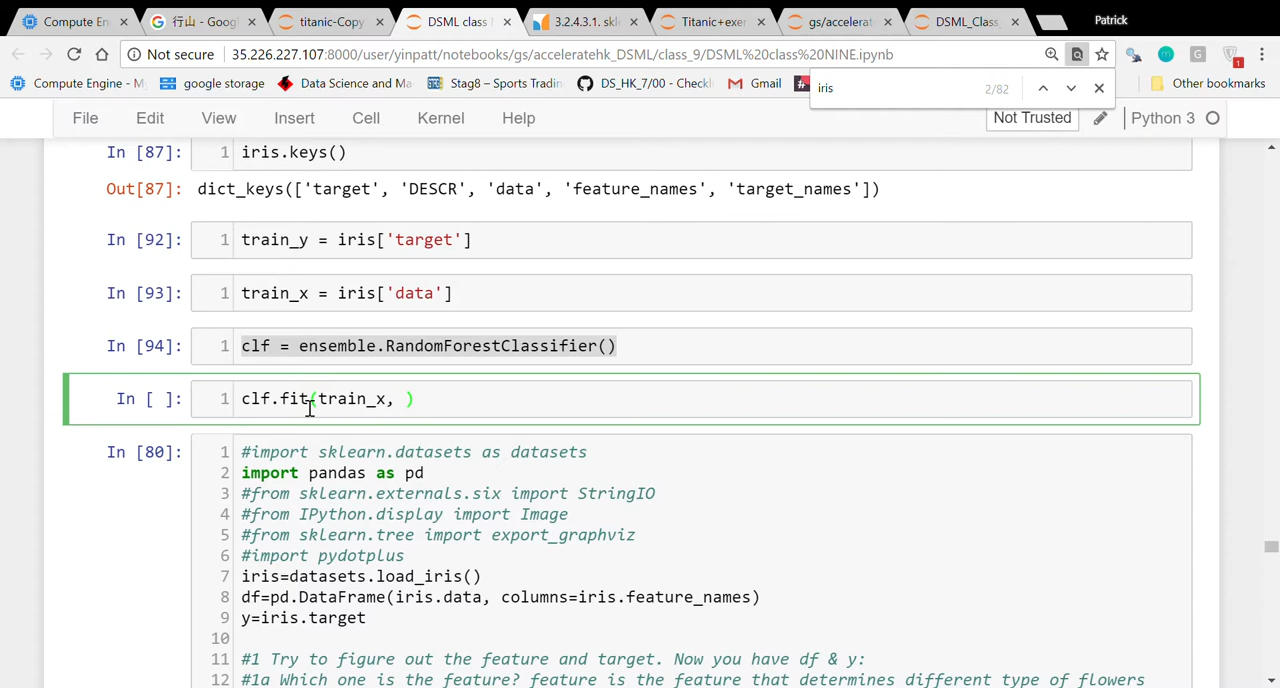 Patrick
Compute En
行山 - Goog
titanic-Copy
DSML class
3.2.4.3.1. sk
Titanic+exer
gs/accelerat
DSML_Class_
Not secure 35.226.227.107:8000/user/yinpatt/notebooks/gs/acceleratehk_DSML/class_9/DSML%20class%20NINE.ipynb
Compute Engine - My
google storage
Data Science and Ma
Stag8 – Sports Tradin
DS_HK_7/00 - Checkl
Gmail
Other bookmarks
iris 2/82
File Edit View Insert Cell Kernel Help
Not Trusted Python 3
In [87]: 1 iris.keys()
Out[87]: dict_keys(['target', 'DESCR', 'data', 'feature_names', 'target_names'])
In [92]: 1 train_y = iris['target']
In [93]: 1 train_x = iris['data']
In [94]: 1 clf = ensemble.RandomForestClassifier()
In [ ]: 1 clf.fit(train_x, )
In [80]: 1 #import sklearn.datasets as datasets
2 import pandas as pd
3 #from sklearn.externals.six import StringIO
4 #from IPython.display import Image
5 #from sklearn.tree import export_graphviz
6 #import pydotplus
7 iris=datasets.load_iris()
8 df=pd.DataFrame(iris.data, columns=iris.feature_names)
9 y=iris.target
10
11 #1 Try to figure out the feature and target. Now you have df & y:
12 #1a Which one is the feature? feature is the feature that determines different type of flowers